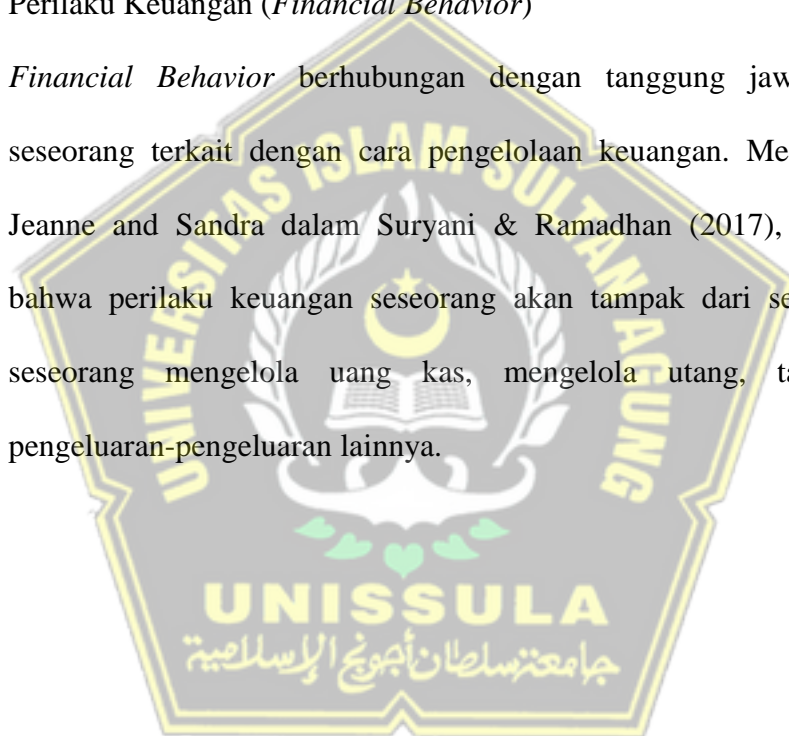 Perilaku Keuangan (Financial Behavior)
Financial Behavior berhubungan dengan tanggung jaw
seseorang terkait dengan cara pengelolaan keuangan. Me
Jeanne and Sandra dalam Suryani & Ramadhan (2017),
bahwa perilaku keuangan seseorang akan tampak dari se
seseorang mengelola uang kas, mengelola utang, ta
pengeluaran-pengeluaran lainnya.
UNIVERSITAS ISLAM SULTAN AGUNG
UNISSULA
جامعة سلطان أجونج الإسلامية